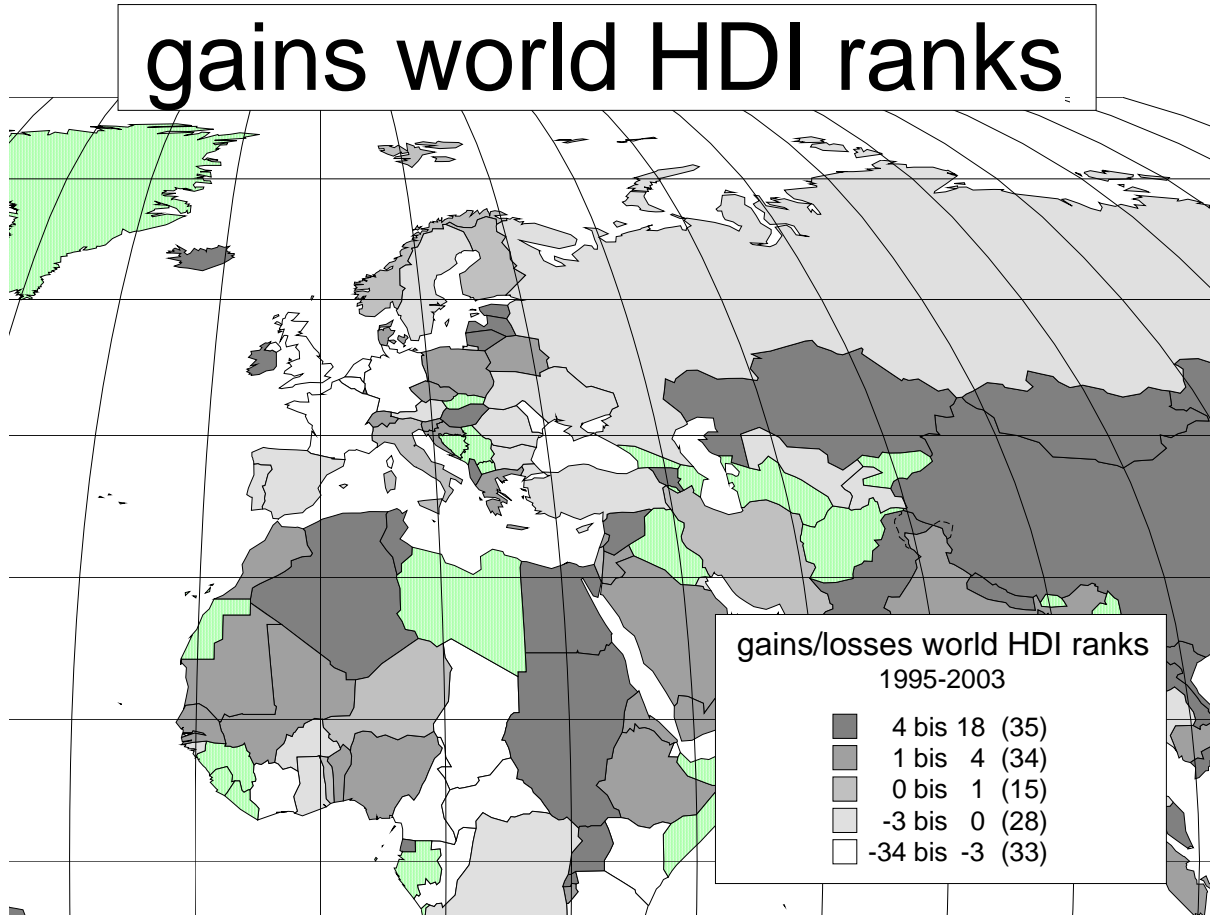 gains world HDI ranks
gains/losses world HDI ranks
1995-2003
4 bis 18 (35)
1 bis 4 (34)
0 bis 1 (15)
-3 bis 0 (28)
-34 bis -3 (33)